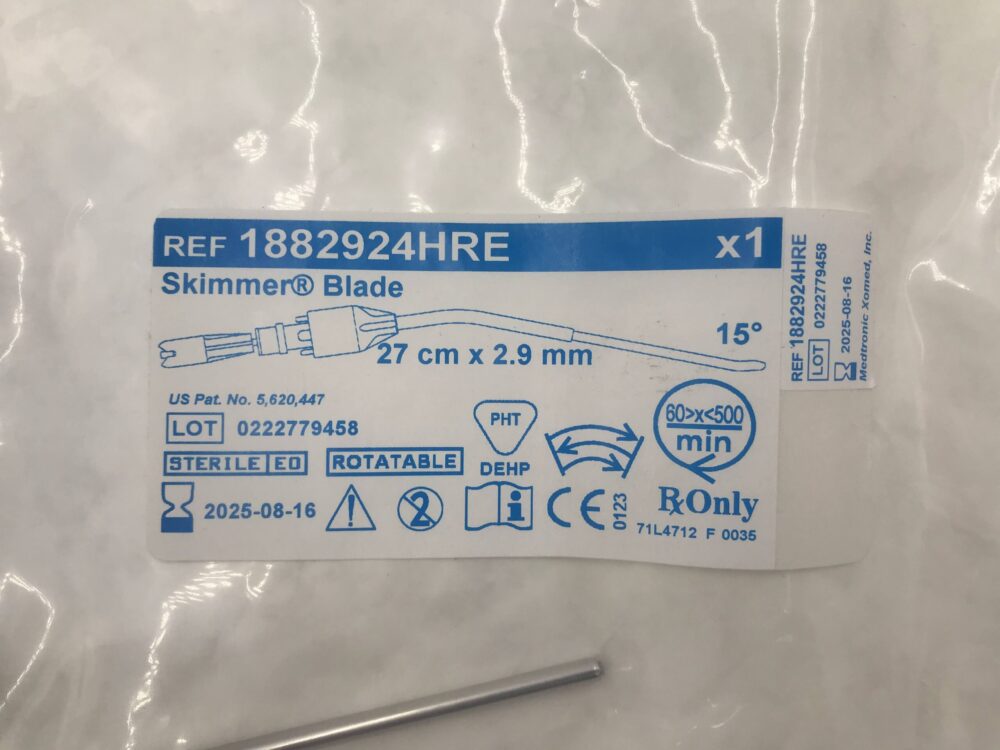 REF 1882924HRE x1
Skimmer® Blade
15°
27 cm x 2.9 mm
US Pat. No. 5,620,447
LOT 0222779458
PHT
DEHP
60>x<500
min
STERILE EO ROTATABLE
2025-08-16
2
i
CE 0123
Rx Only
71L4712 F 0035
REF 1882924HRE
LOT 0222779458
2025-08-16
Medtronic Xomed, Inc.